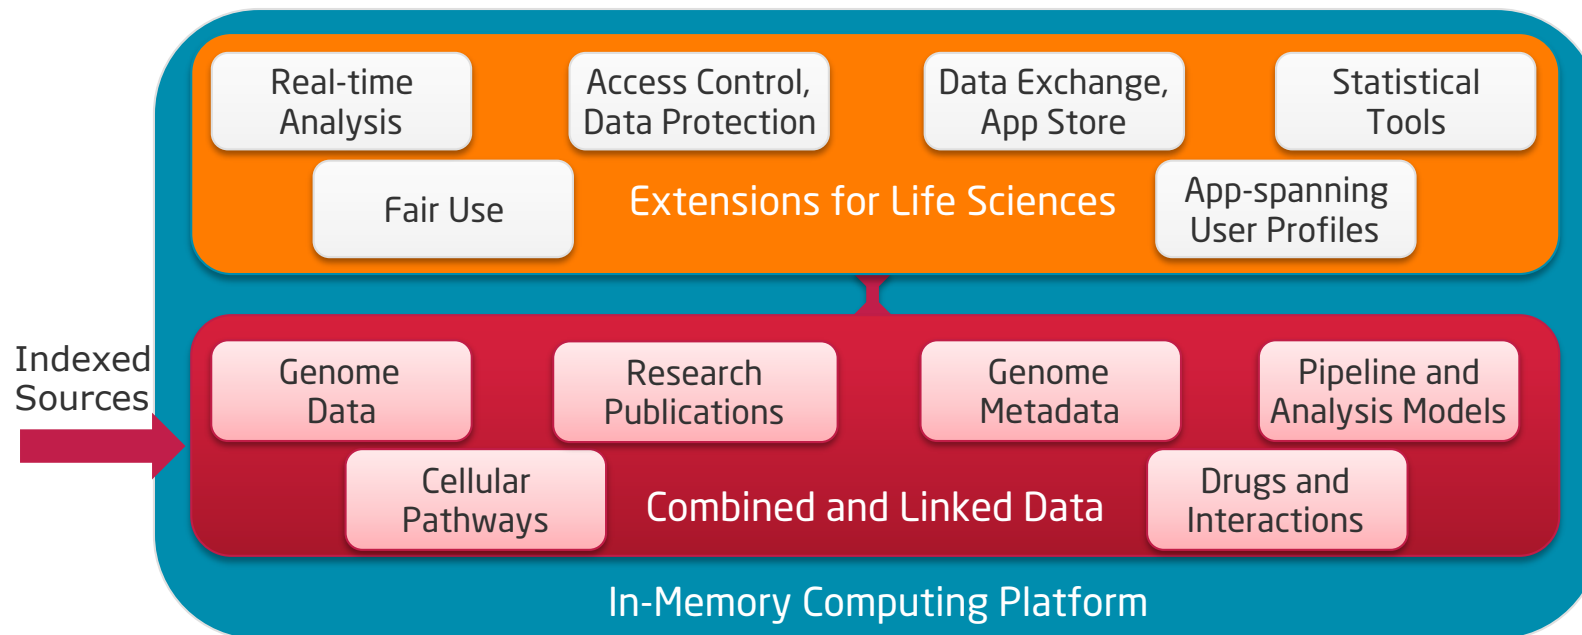 Real-time
Analysis
Access Control,
Data Protection
Data Exchange,
App Store
Statistical
Tools
Fair Use
Extensions for Life Sciences
App-spanning
User Profiles
Indexed
Sources
Genome
Data
Research
Publications
Genome
Metadata
Pipeline and
Analysis Models
Cellular
Pathways
Combined and Linked Data
Drugs and
Interactions
In-Memory Computing Platform